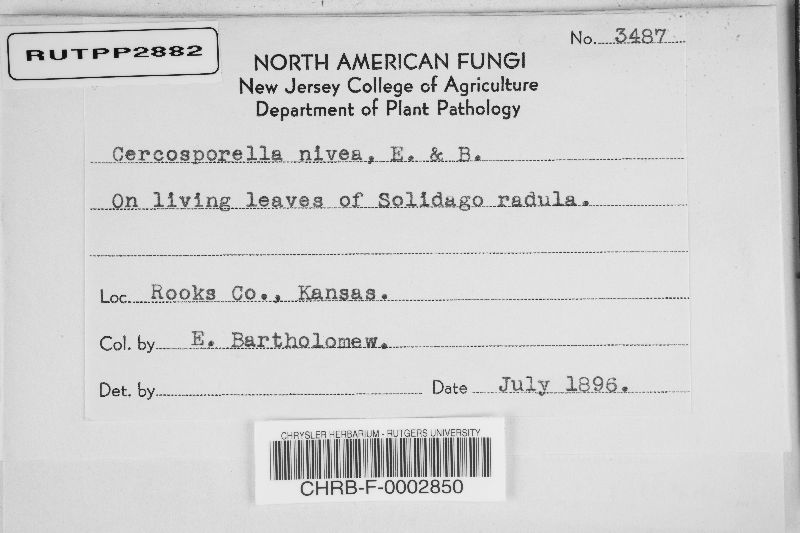 RUTPP2882
No. 3487
NORTH AMERICAN FUNGI
New Jersey College of Agriculture
Department of Plant Pathology
Cercosporella nivea, E. & B.
On living leaves of Solidago radula.
Loc. Rooks Co., Kansas.
Col. by E. Bartholomew.
Det. by
Date July 1896.
CHRYSLER HERBARIUM - RUTGERS UNIVERSITY
CHRB-F-0002850